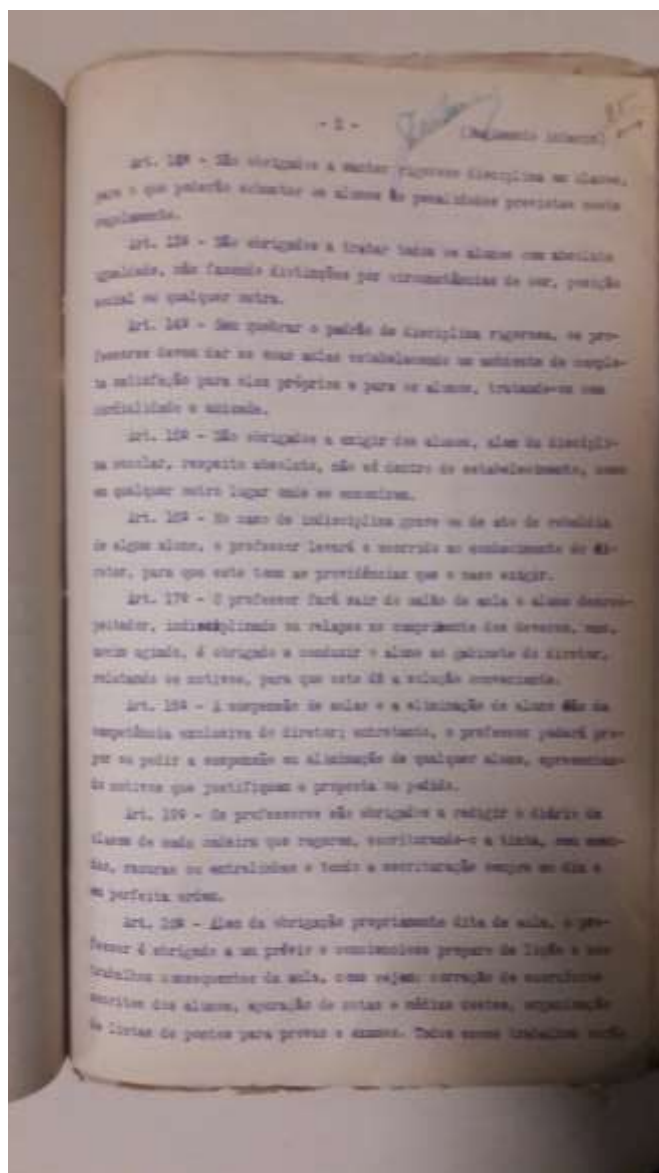 - 2 -
(Regimento interno)
Art. 12º - São obrigados a manter rigorosa disciplina em classe,
para o que poderão submeter os alunos às penalidades previstas neste
regulamento.
Art. 13º - São obrigados a tratar todos os alunos com absoluta
igualdade, não fazendo distinções por circunstâncias de cor, posição
social ou qualquer outra.
Art. 14º - Sem quebrar o padrão de disciplina rigorosa, os pro-
fessores devem dar as suas aulas estabelecendo um ambiente de comple-
ta satisfação para eles próprios e para os alunos, tratando-os com
cordialidade e amizade.
Art. 15º - São obrigados a exigir dos alunos, alem da discipli-
na escolar, respeito absoluto, não só dentro do estabelecimento, como
em qualquer outro lugar onde se encontrem.
Art. 16º - No caso de indisciplina grave ou de ato de rebeldia
de algum aluno, o professor levará o ocorrido ao conhecimento do di-
retor, para que este tome as providências que o caso exigir.
Art. 17º - O professor fará sair do salão de aula o aluno desres-
peitador, indisciplinado ou relapso no cumprimento dos deveres, mas,
assim agindo, é obrigado a conduzir o aluno ao gabinete do diretor,
relatando os motivos, para que este dê a solução conveniente.
Art. 18º - A suspensão de aulas e a eliminação de aluno são da
competência exclusiva do diretor; entretanto, o professor poderá pro-
por ou pedir a suspensão ou eliminação de qualquer aluno, apresentan-
do motivos que justifiquem a proposta ou pedido.
Art. 19º - Os professores são obrigados a redigir o diário de
classe de cada cadeira que regerem, escriturando-o a tinta, sem emen-
das, rasuras ou entrelinhas e tendo a escrituração sempre em dia e
em perfeita ordem.
Art. 20º - Alem da obrigação propriamente dita de aula, o pro-
fessor é obrigado a um prévio e consciencioso preparo da lição e aos
trabalhos consequentes da aula, como sejam: correção de exercícios
escritos dos alunos, apuração de notas e médias destes, organização
de listas de pontos para provas e exames. Todos esses trabalhos serão